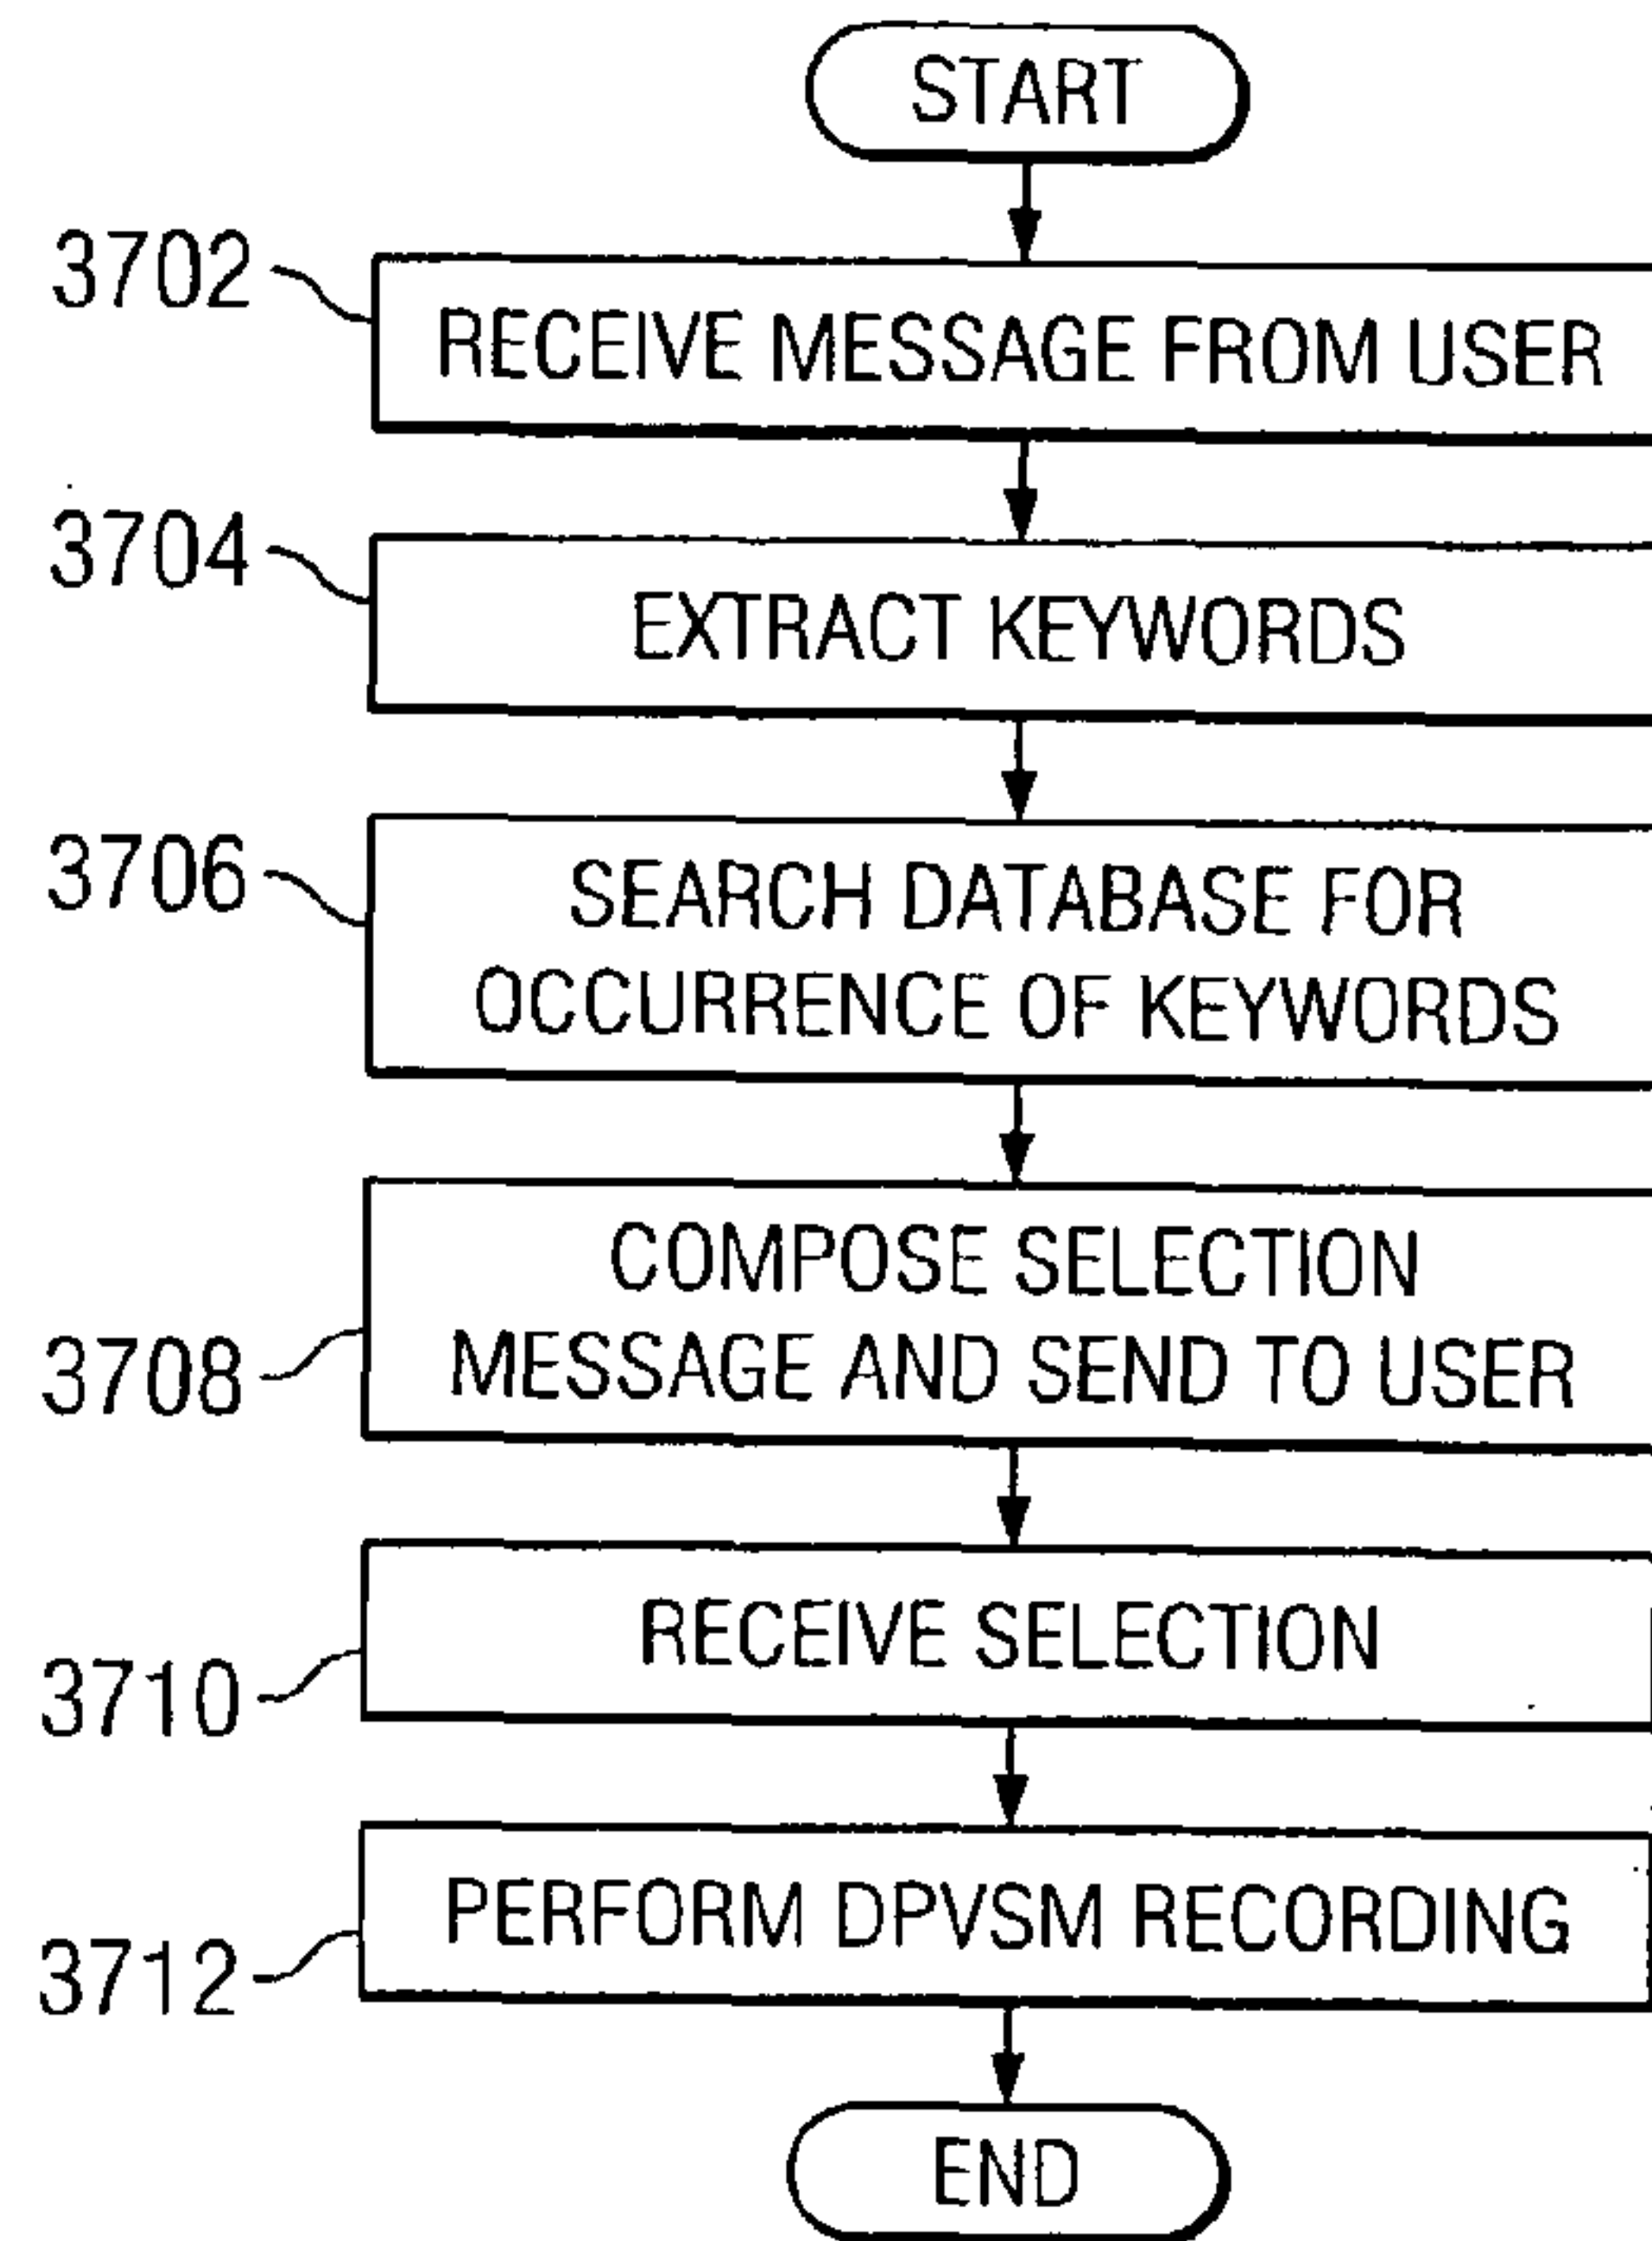 START
3702
RECEIVE MESSAGE FROM USER
3704
EXTRACT KEYWORDS
3706
SEARCH DATABASE FOR
OCCURRENCE OF KEYWORDS
COMPOSE SELECTION
MESSAGE AND SEND TO USER
3708
RECEIVE SELECTION
3710
PERFORM DPVSM RECORDING
3712
END